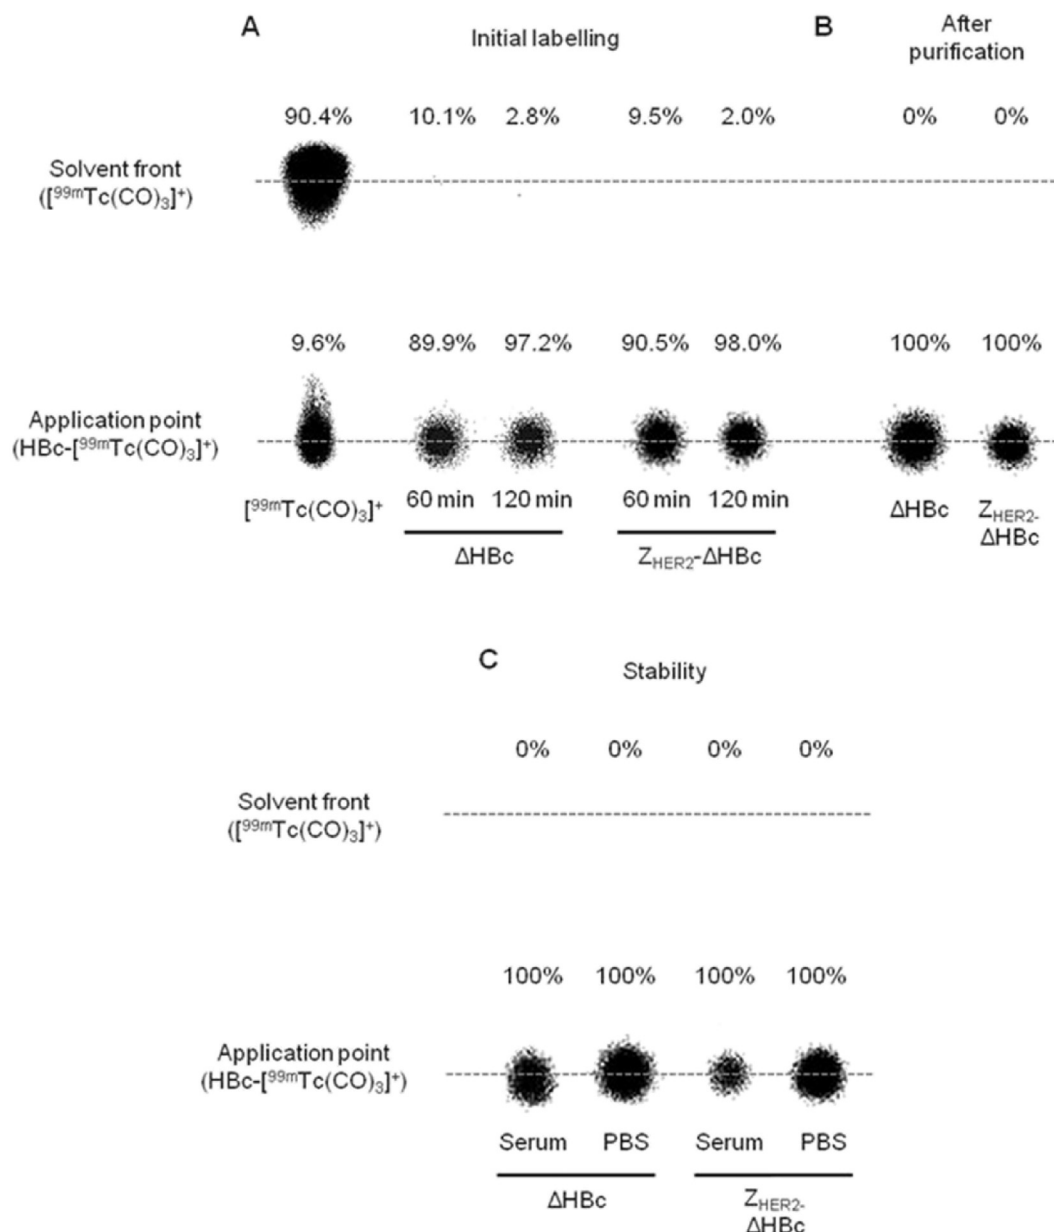 A
Initial labelling
B
After
purification
90.4% 10.1% 2.8% 9.5% 2.0% 0% 0%
Solvent front
([⁹⁹ᵐTc(CO)₃]⁺)
9.6% 89.9% 97.2% 90.5% 98.0% 100% 100%
Application point
(HBc-[⁹⁹ᵐTc(CO)₃]⁺)
[⁹⁹ᵐTc(CO)₃]⁺ 60 min 120 min 60 min 120 min ΔHBc Z_HER2-
ΔHBc
ΔHBc Z_HER2-ΔHBc
C
Stability
0% 0% 0% 0%
Solvent front
([⁹⁹ᵐTc(CO)₃]⁺)
100% 100% 100% 100%
Application point
(HBc-[⁹⁹ᵐTc(CO)₃]⁺)
Serum PBS Serum PBS
ΔHBc Z_HER2-
ΔHBc